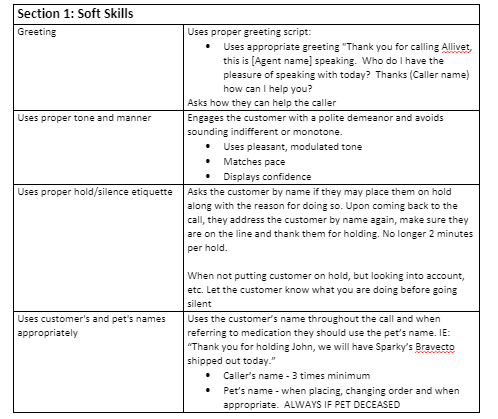 Section 1: Soft Skills
Greeting
Uses proper greeting script:
• Uses appropriate greeting "Thank you for calling Allivet, this is [Agent name] speaking.  Who do I have the pleasure of speaking with today?  Thanks (Caller name) how can I help you?
Asks how they can help the caller
Uses proper tone and manner
Engages the customer with a polite demeanor and avoids sounding indifferent or monotone.
• Uses pleasant, modulated tone
• Matches pace
• Displays confidence
Uses proper hold/silence etiquette
Asks the customer by name if they may place them on hold along with the reason for doing so. Upon coming back to the call, they address the customer by name again, make sure they are on the line and thank them for holding. No longer 2 minutes per hold.
When not putting customer on hold, but looking into account, etc. Let the customer know what you are doing before going silent
Uses customer's and pet's names appropriately
Uses the customer's name throughout the call and when referring to medication they should use the pet's name. IE: "Thank you for holding John, we will have Sparky's Bravecto shipped out today."
• Caller's name - 3 times minimum
• Pet's name - when placing, changing order and when appropriate.  ALWAYS IF PET DECEASED